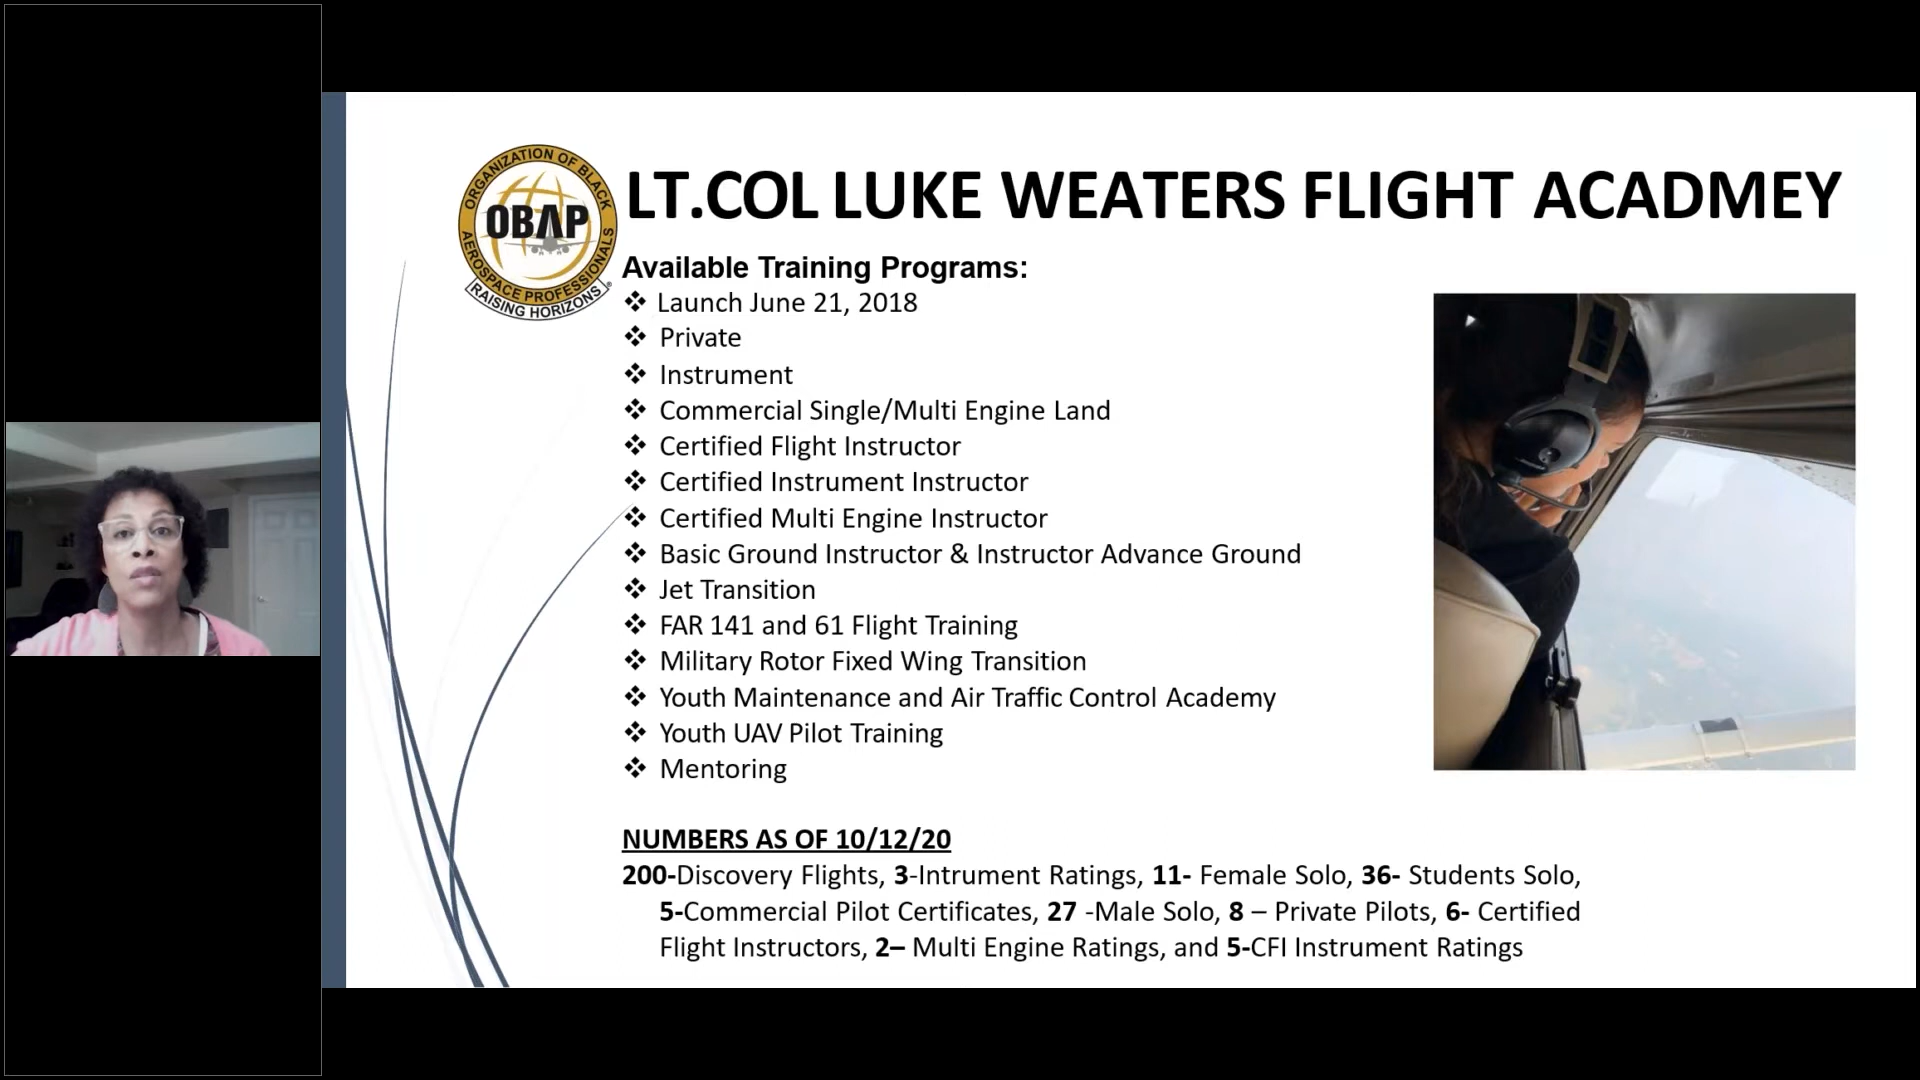 ORGANIZATION OF BLACK
OBAP
AEROSPACE PROFESSIONALS
RAISING HORIZONS
LT.COL LUKE WEATERS FLIGHT ACADMEY
Available Training Programs:
❖ Launch June 21, 2018
❖ Private
❖ Instrument
❖ Commercial Single/Multi Engine Land
❖ Certified Flight Instructor
❖ Certified Instrument Instructor
❖ Certified Multi Engine Instructor
❖ Basic Ground Instructor & Instructor Advance Ground
❖ Jet Transition
❖ FAR 141 and 61 Flight Training
❖ Military Rotor Fixed Wing Transition
❖ Youth Maintenance and Air Traffic Control Academy
❖ Youth UAV Pilot Training
❖ Mentoring
NUMBERS AS OF 10/12/20
200-Discovery Flights, 3-Intrument Ratings, 11- Female Solo, 36- Students Solo,
5-Commercial Pilot Certificates, 27 -Male Solo, 8 – Private Pilots, 6- Certified
Flight Instructors, 2– Multi Engine Ratings, and 5-CFI Instrument Ratings